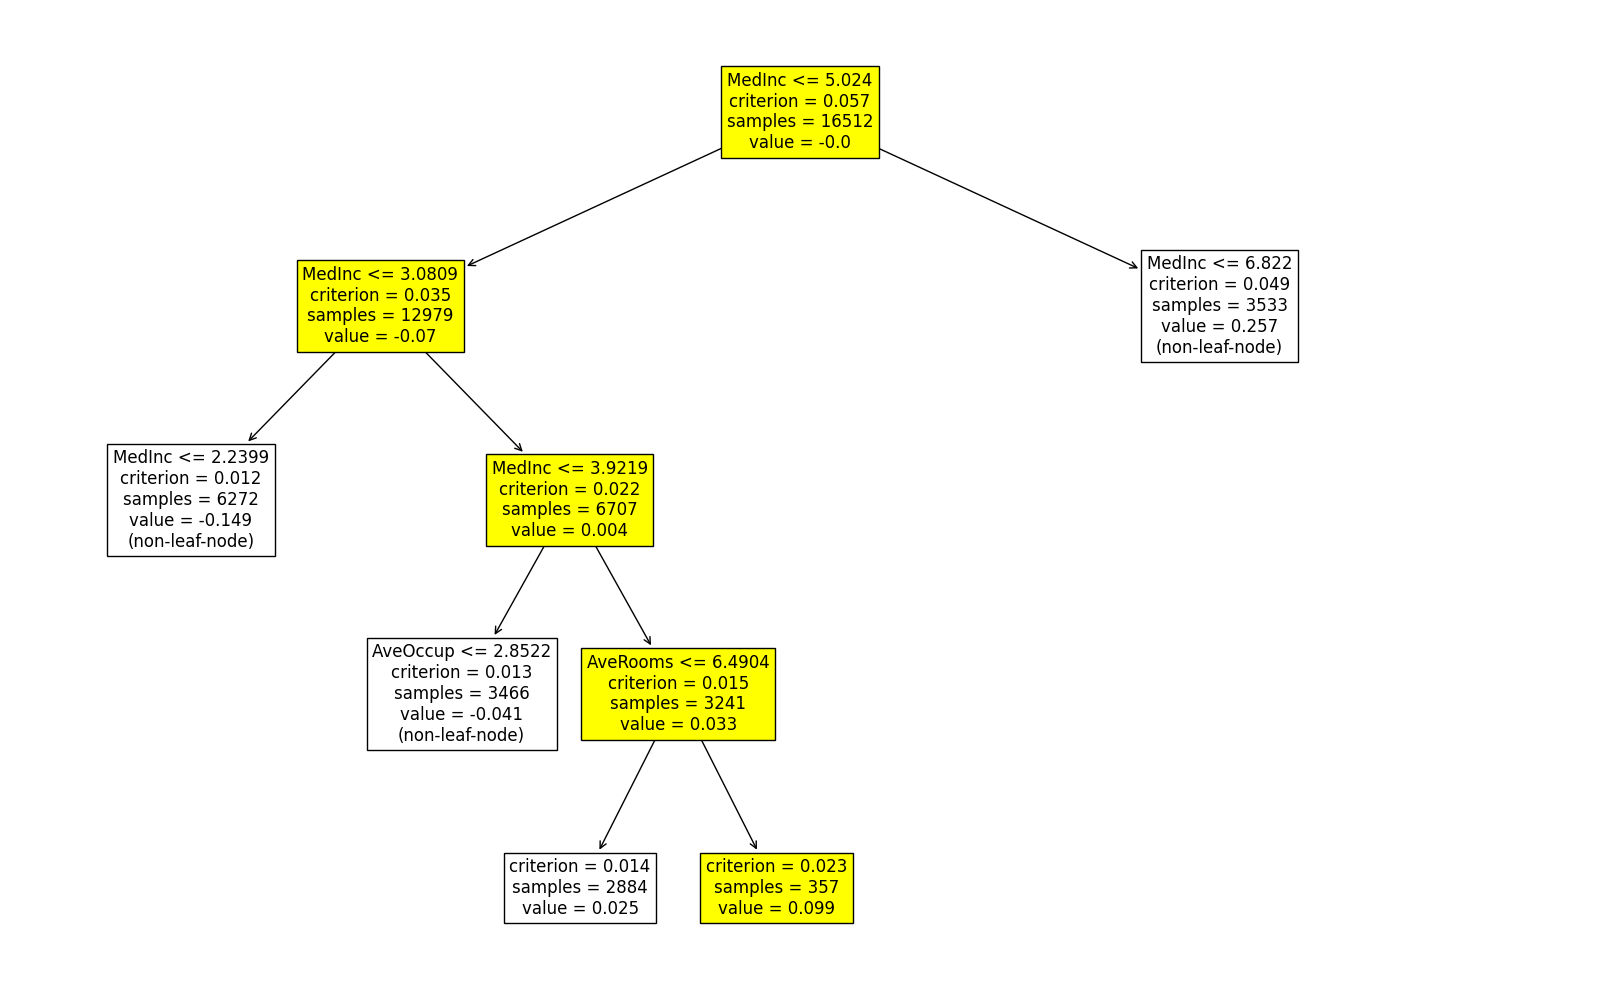 MedInc <= 5.024
criterion = 0.057
samples = 16512
value = -0.0
MedInc <= 3.0809
criterion = 0.035
samples = 12979
value = -0.07
MedInc <= 6.822
criterion = 0.049
samples = 3533
value = 0.257
(non-leaf-node)
MedInc <= 2.2399
criterion = 0.012
samples = 6272
value = -0.149
(non-leaf-node)
MedInc <= 3.9219
criterion = 0.022
samples = 6707
value = 0.004
AveOccup <= 2.8522
criterion = 0.013
samples = 3466
value = -0.041
(non-leaf-node)
AveRooms <= 6.4904
criterion = 0.015
samples = 3241
value = 0.033
criterion = 0.014
samples = 2884
value = 0.025
criterion = 0.023
samples = 357
value = 0.099